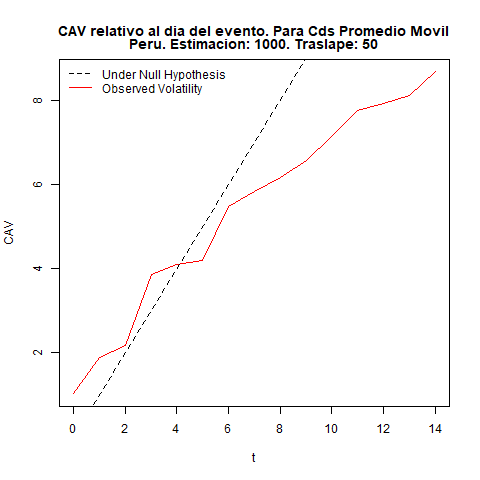 CAV relativo al dia del evento. Para Cds Promedio Movil
Peru. Estimacion: 1000. Traslape: 50
Under Null Hypothesis
Observed Volatility
8
6
4
2
CAV
0 2 4 6 8 10 12 14
t